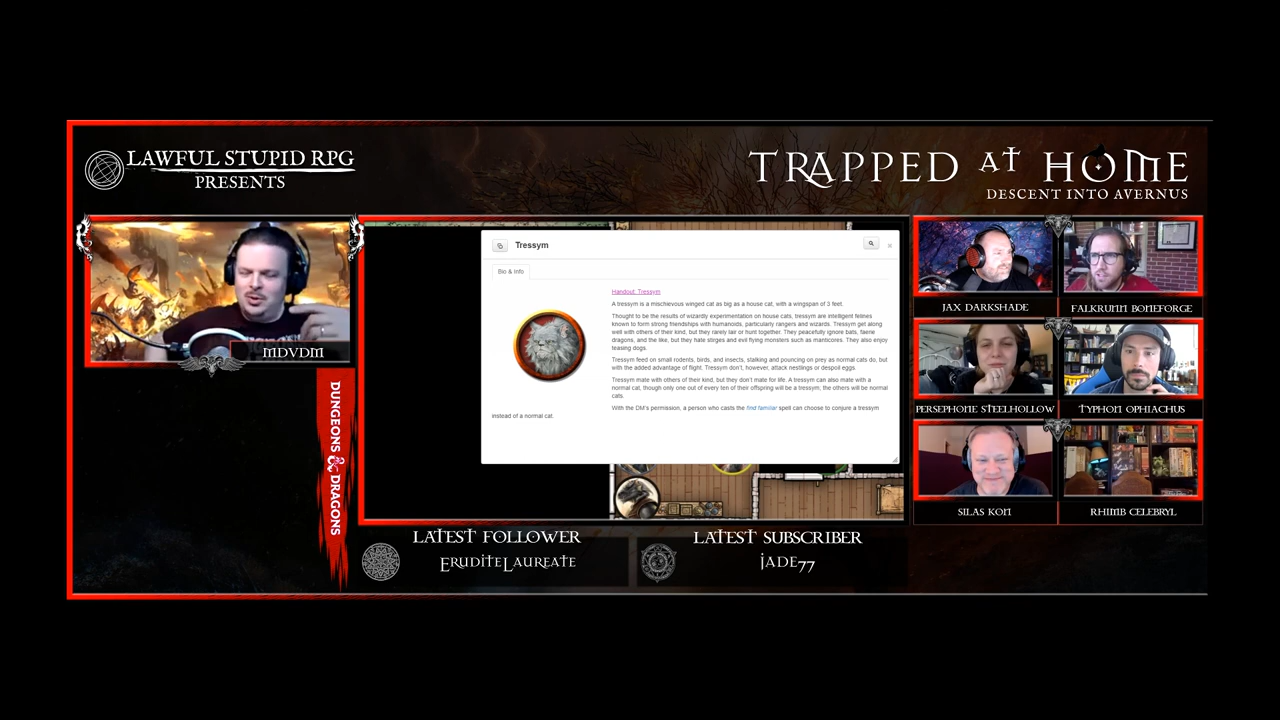 LAWFUL STUPID RPG
PRESENTS
TRAPPED AT HOME
DESCENT INTO AVERNUS
MDVDM
DUNGEONS & DRAGONS
Tressym
Bio & Info
Handout, Tressym
A tressym is a mischievous winged cat as big as a house cat, with a wingspan of 3 feet.
Thought to be the results of wizardly experimentation on house cats, tressym are intelligent felines
known to form strong friendships with humanoids, particularly rangers and wizards. Tressym get along
well with others of their kind, but they rarely lair or hunt together. They peacefully ignore bats, faerie
dragons, and the like, but they hate stirges and evil flying monsters such as manticores. They also enjoy
teasing dogs.
Tressym feed on small rodents, birds, and insects, stalking and pouncing on prey as normal cats do, but
with the added advantage of flight. Tressym don't, however, attack nestlings or despoil eggs.
Tressym mate with others of their kind, but they don't mate for life. A tressym can also mate with a
normal cat, though only one out of every ten of their offspring will be a tressym; the others will be normal
cats.
With the DM's permission, a person who casts the find familiar spell can choose to conjure a tressym
instead of a normal cat.
JAX DARKSHADE
FALKRUNN BONEFORGE
PERSEPHONE STEELHOLLOW
TYPHON OPHIACHUS
SILAS KON
RHIMB CELEBRYL
LATEST FOLLOWER
ERUDITELAUREATE
LATEST SUBSCRIBER
JADE77